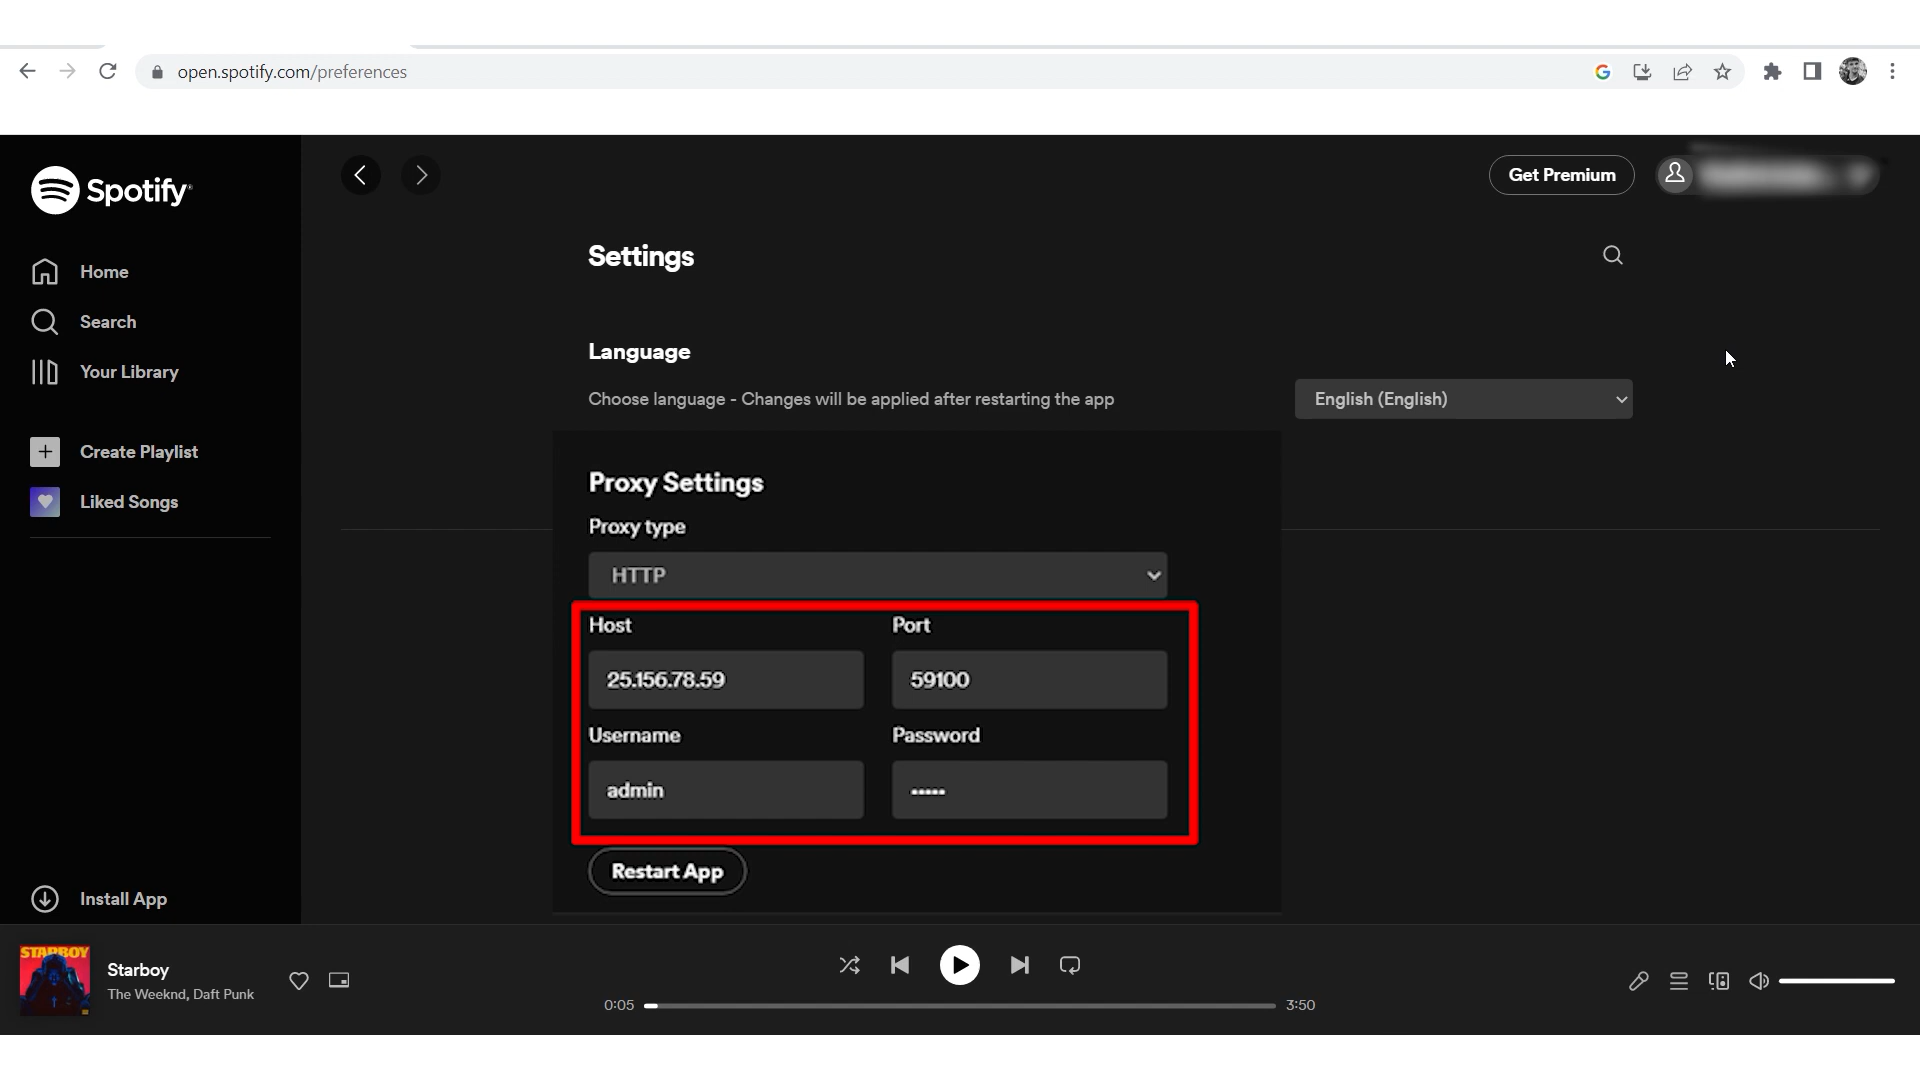 open.spotify.com/preferences
Spotify
Get Premium
Home
Search
Your Library
Create Playlist
Liked Songs
Install App
Settings
Language
Choose language - Changes will be applied after restarting the app
English (English)
Proxy Settings
Proxy type
HTTP
Host Port
25.156.78.59 59100
Username Password
admin •••••
Restart App
STARBOY
Starboy
The Weeknd, Daft Punk
0:05 3:50